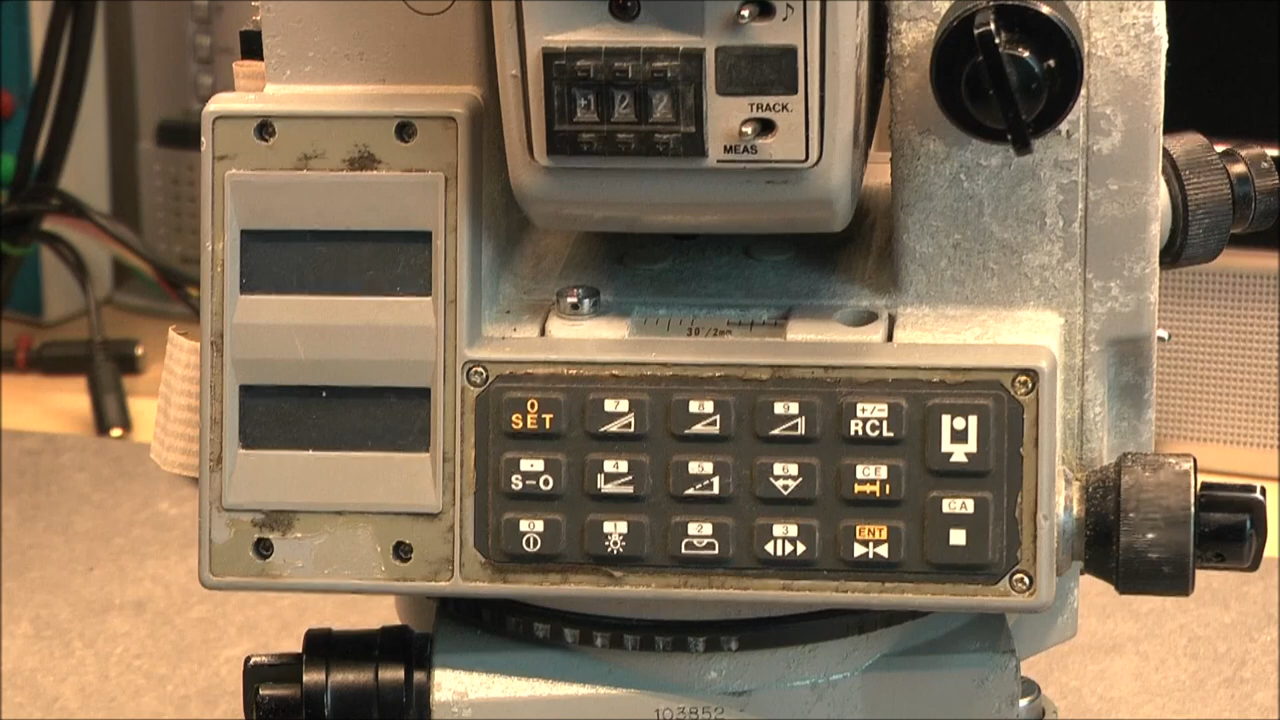 ♪
+1 2 2
TRACK.
MEAS
30"/2mm
0 7 8 9 +/-
SET RCL
. 4 5 6 CE
S-O
CA
0 1 2 3 ENT
103852